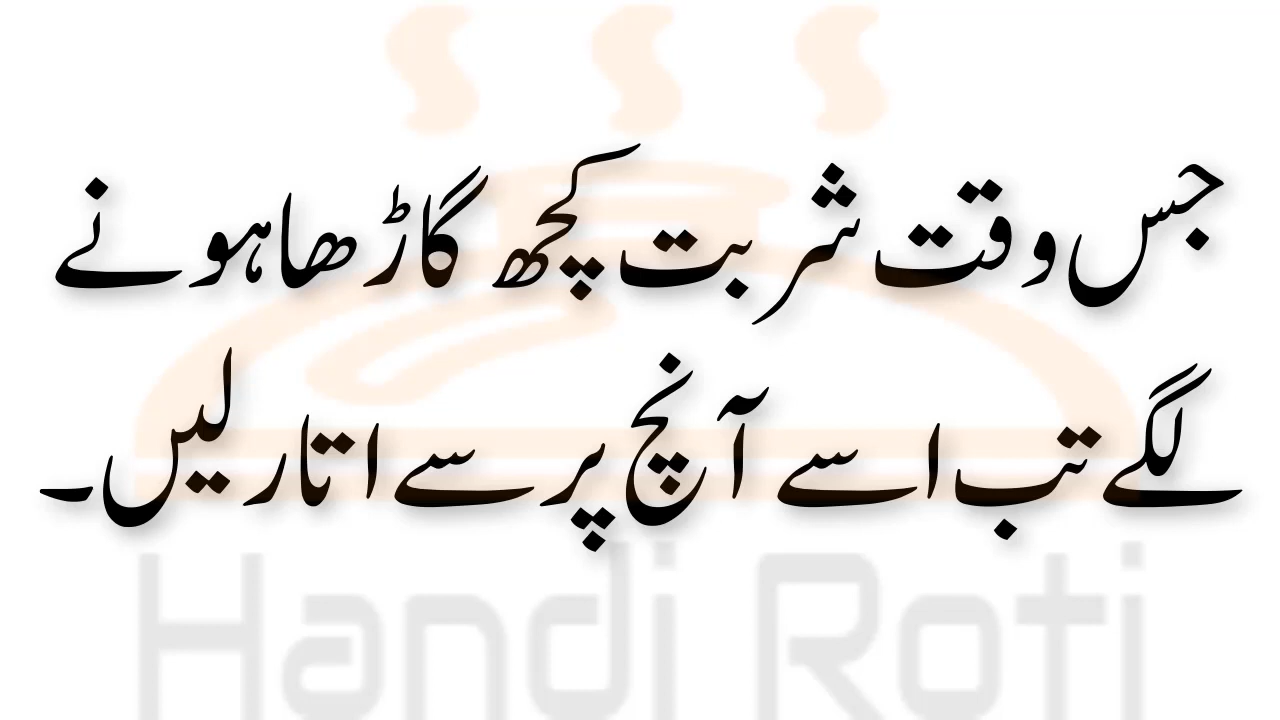 جس وقت شربت کچھ گاڑھا ہونے
لگے تب اسے آنچ پر سے اتار لیں۔
Handi Roti